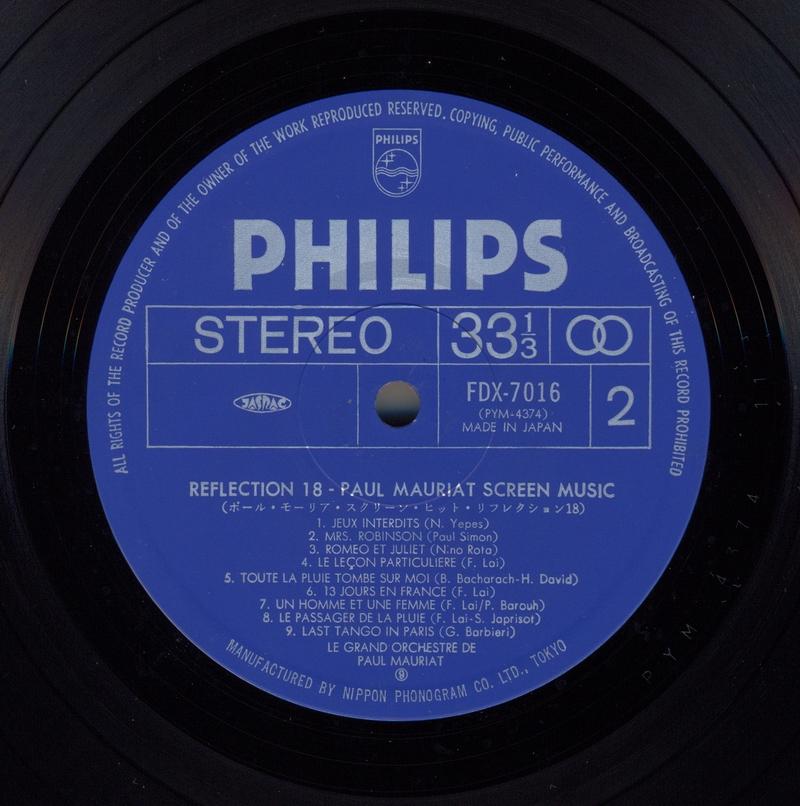 ALL RIGHTS OF THE RECORD PRODUCER AND OF THE OWNER OF THE WORK REPRODUCED RESERVED. COPYING, PUBLIC PERFORMANCE AND BROADCASTING OF THIS RECORD PROHIBITED
PHILIPS
PHILIPS
STEREO 33 1/3
JASRAC
FDX-7016
(PYM-4374)
MADE IN JAPAN
2
REFLECTION 18 - PAUL MAURIAT SCREEN MUSIC
(ポール・モーリア・スクリーン・ヒット・リフレクション18)
1. JEUX INTERDITS (N. Yepes)
2. MRS. ROBINSON (Paul Simon)
3. ROMEO ET JULIET (N:no Rota)
4. LE LEÇON PARTICULIERE (F. Lai)
5. TOUTE LA PLUIE TOMBE SUR MOI (B. Bacharach-H. David)
6. 13 JOURS EN FRANCE (F. Lai)
7. UN HOMME ET UNE FEMME (F. Lai/P. Barouh)
8. LE PASSAGER DE LA PLUIE (F. Lai-S. Japrisot)
9. LAST TANGO IN PARIS (G. Barbieri)
LE GRAND ORCHESTRE DE
PAUL MAURIAT
MANUFACTURED BY NIPPON PHONOGRAM CO. LTD., TOKYO
PYM 4374